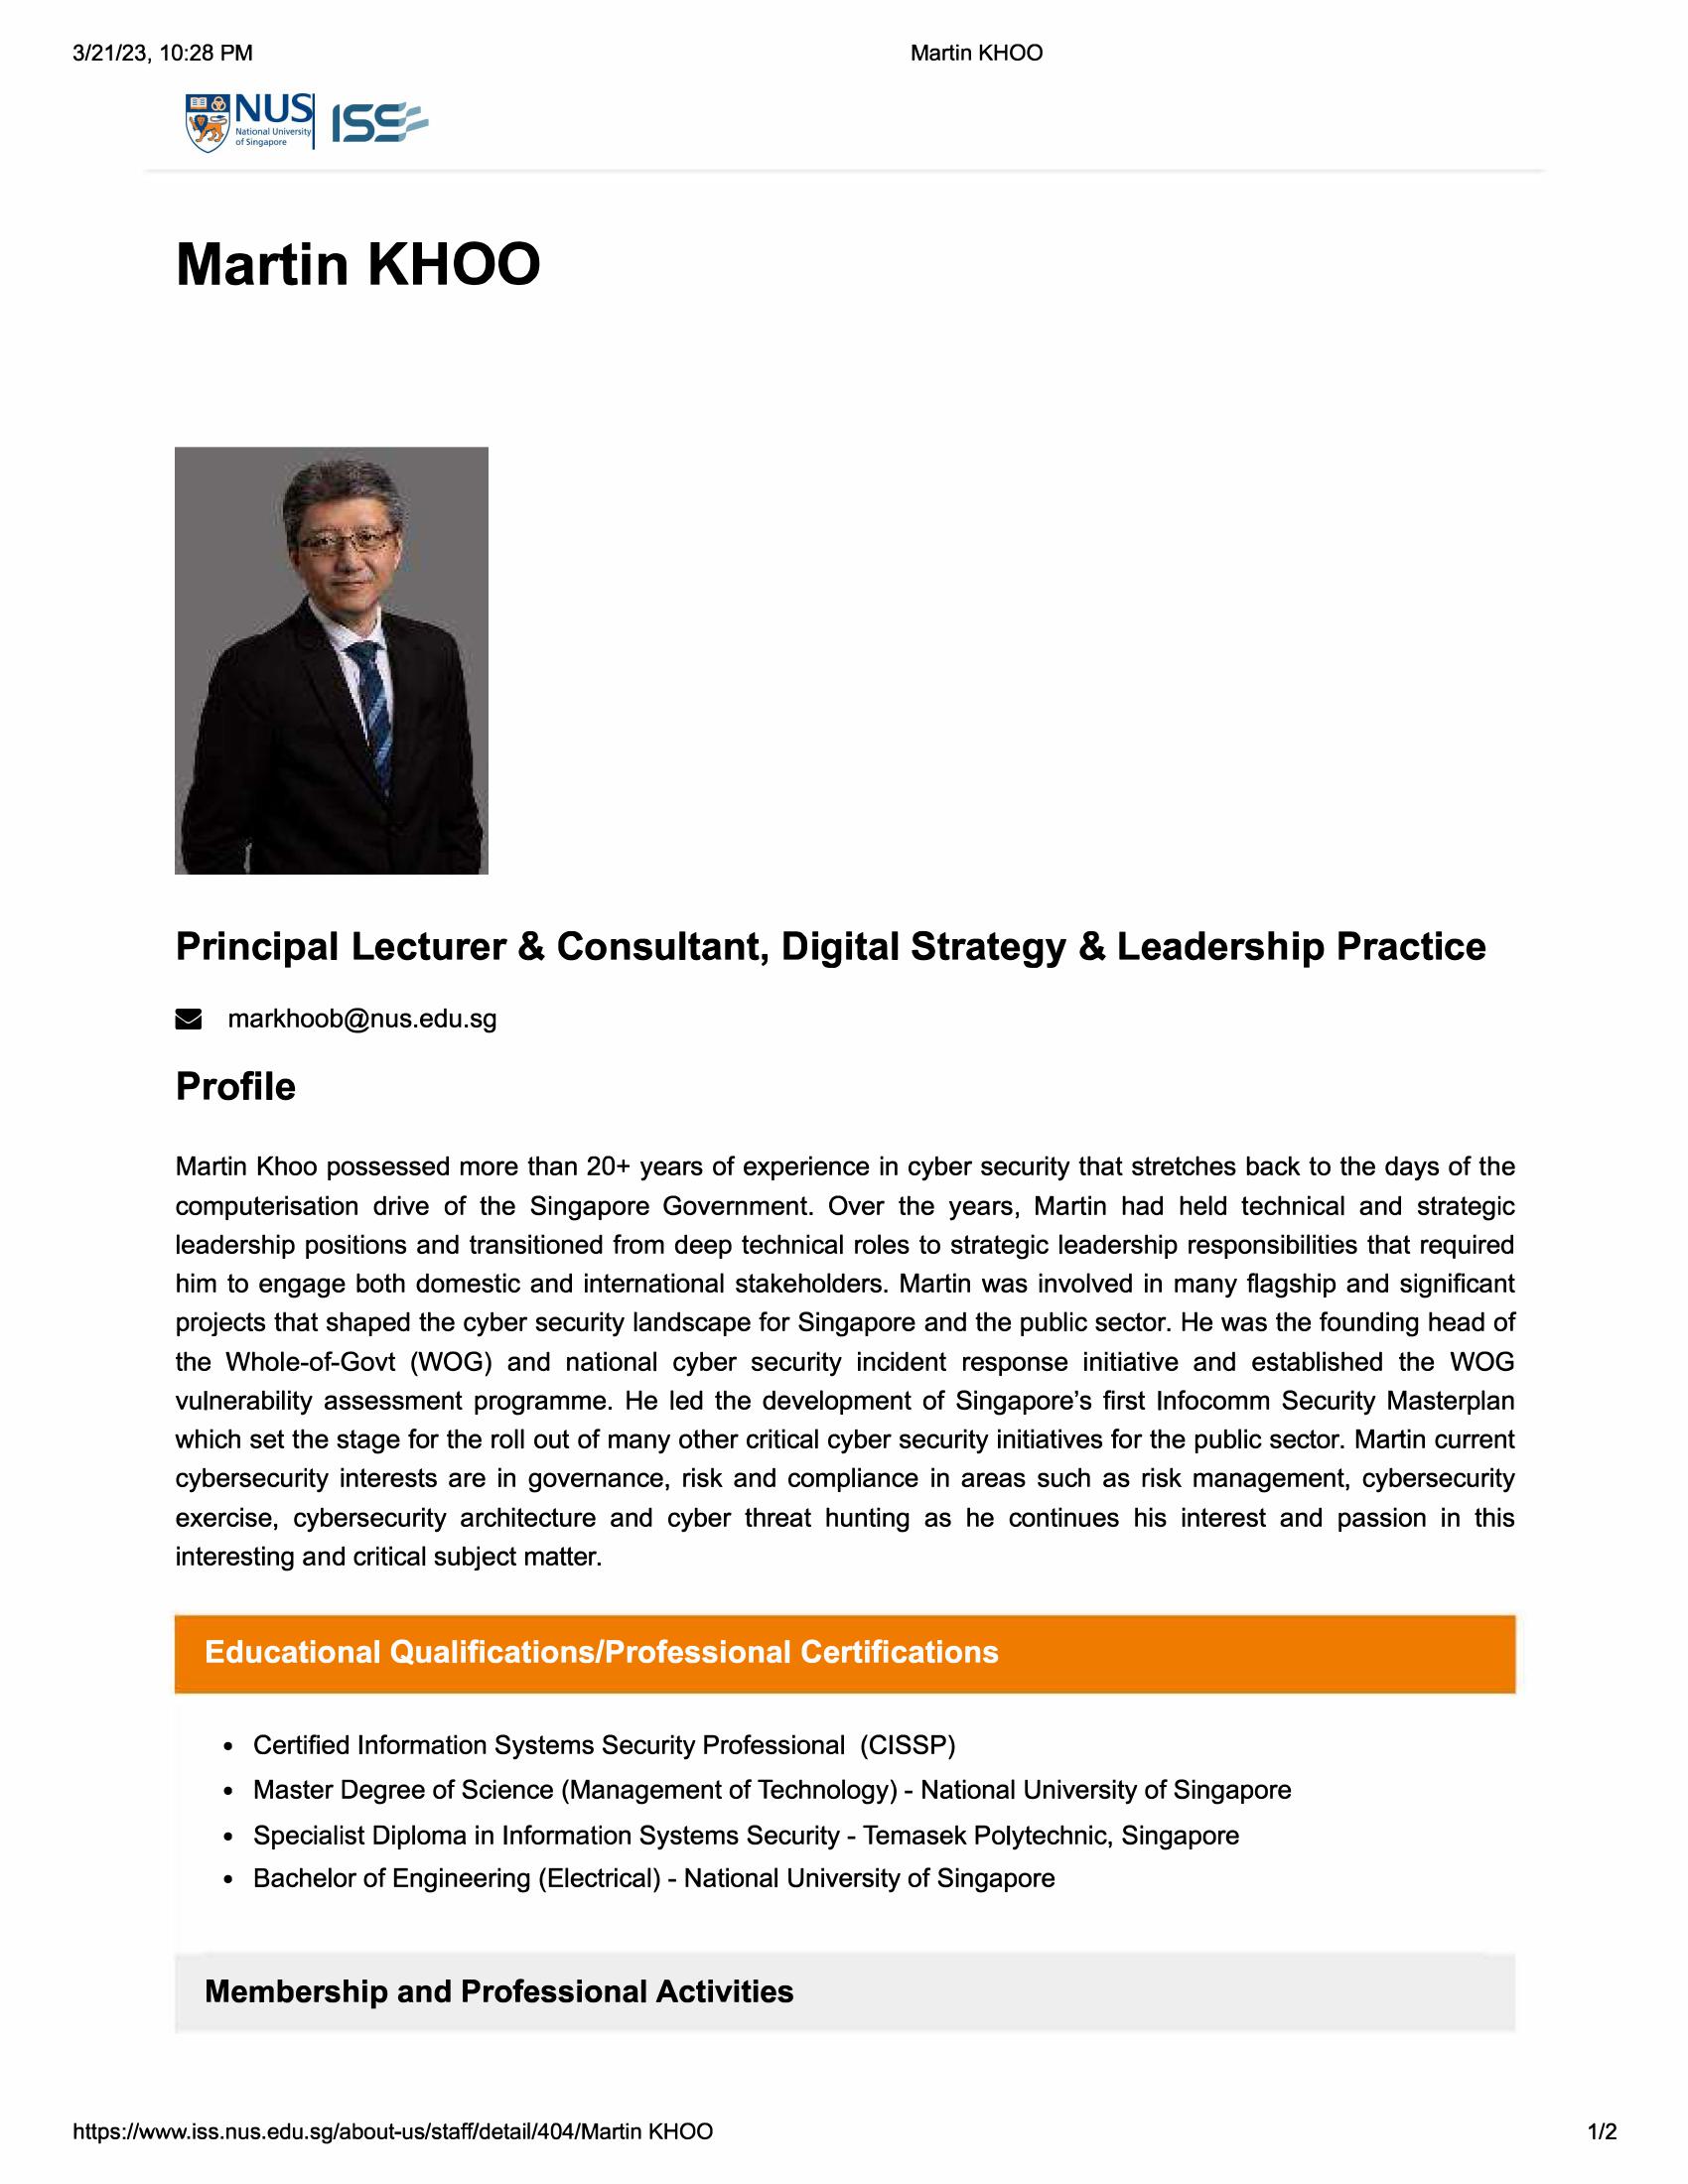 3/21/23, 10:28 PM
Martin KHOO
NUS
National University
of Singapore
ISS
Martin KHOO
Principal Lecturer & Consultant, Digital Strategy & Leadership Practice
markhoob@nus.edu.sg
Profile
Martin Khoo possessed more than 20+ years of experience in cyber security that stretches back to the days of the
computerisation drive of the Singapore Government. Over the years, Martin had held technical and strategic
leadership positions and transitioned from deep technical roles to strategic leadership responsibilities that required
him to engage both domestic and international stakeholders. Martin was involved in many flagship and significant
projects that shaped the cyber security landscape for Singapore and the public sector. He was the founding head of
the Whole-of-Govt (WOG) and national cyber security incident response initiative and established the WOG
vulnerability assessment programme. He led the development of Singapore’s first Infocomm Security Masterplan
which set the stage for the roll out of many other critical cyber security initiatives for the public sector. Martin current
cybersecurity interests are in governance, risk and compliance in areas such as risk management, cybersecurity
exercise, cybersecurity architecture and cyber threat hunting as he continues his interest and passion in this
interesting and critical subject matter.
Educational Qualifications/Professional Certifications
• Certified Information Systems Security Professional  (CISSP)
• Master Degree of Science (Management of Technology) - National University of Singapore
• Specialist Diploma in Information Systems Security - Temasek Polytechnic, Singapore
• Bachelor of Engineering (Electrical) - National University of Singapore
Membership and Professional Activities
https://www.iss.nus.edu.sg/about-us/staff/detail/404/Martin KHOO
1/2